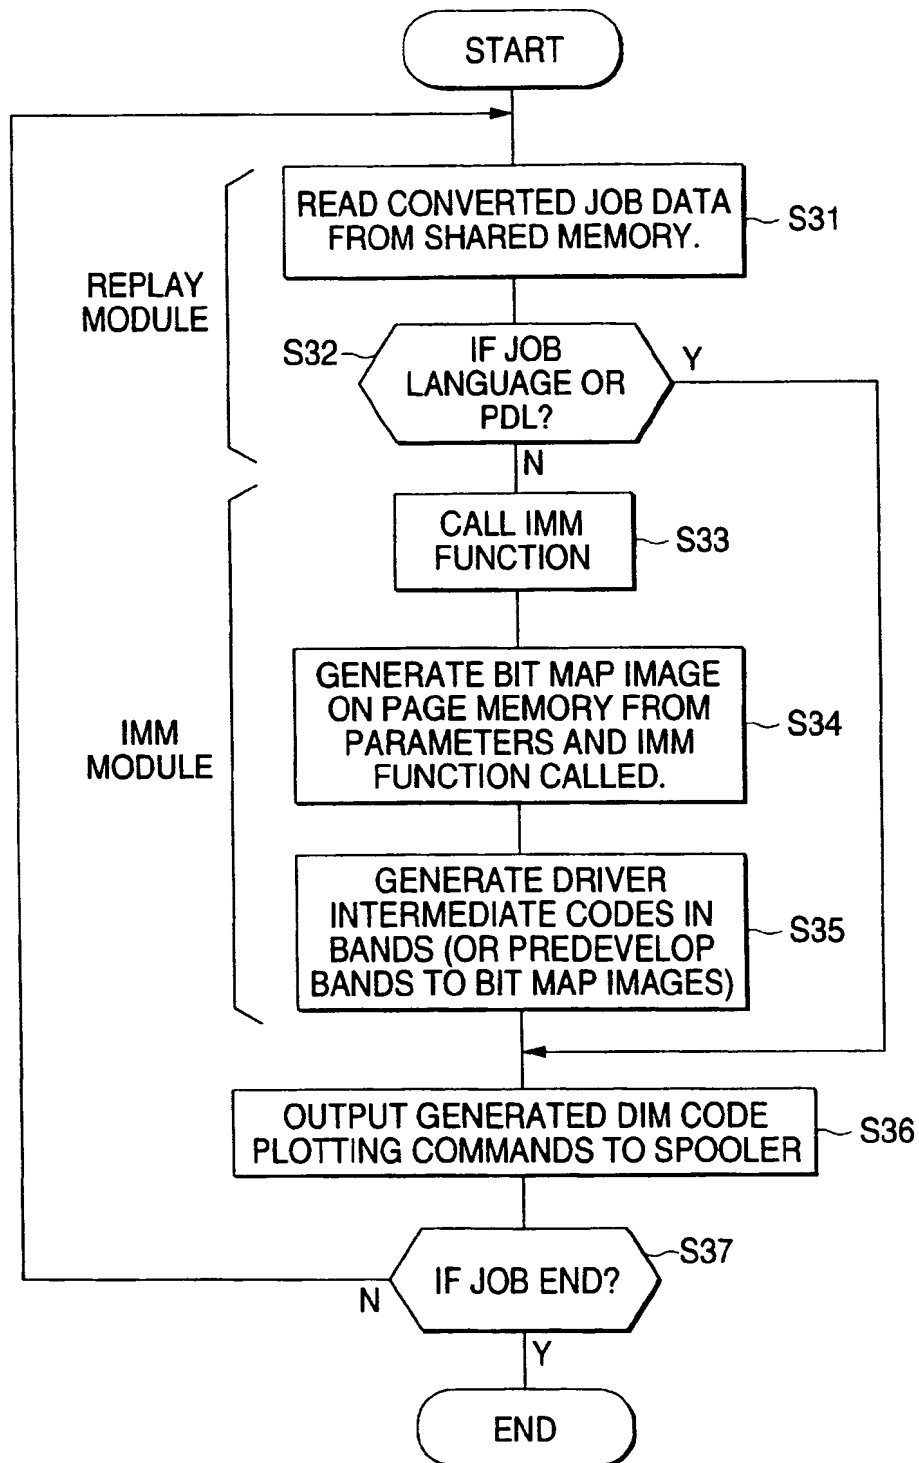 START
READ CONVERTED JOB DATA
FROM SHARED MEMORY.
S31
REPLAY
MODULE
S32
IF JOB
LANGUAGE OR
PDL?
Y
N
CALL IMM
FUNCTION
S33
GENERATE BIT MAP IMAGE
ON PAGE MEMORY FROM
PARAMETERS AND IMM
FUNCTION CALLED.
S34
IMM
MODULE
GENERATE DRIVER
INTERMEDIATE CODES IN
BANDS (OR PREDEVELOP
BANDS TO BIT MAP IMAGES)
S35
OUTPUT GENERATED DIM CODE
PLOTTING COMMANDS TO SPOOLER
S36
IF JOB END?
S37
N
Y
END